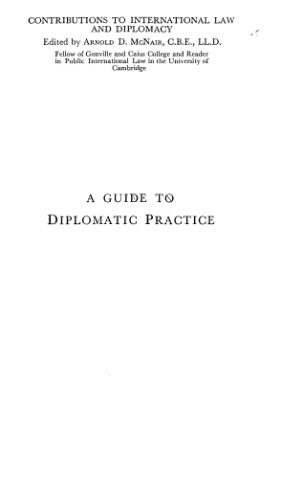 CONTRIBUTIONS TO INTERNATIONAL LAW
AND DIPLOMACY
Edited by ARNOLD D. MCNAIR, C.B.E., LL.D.
Fellow of Gonville and Caius College and Reader
in Public International Law in the University of
Cambridge
A GUIDE TO
DIPLOMATIC PRACTICE